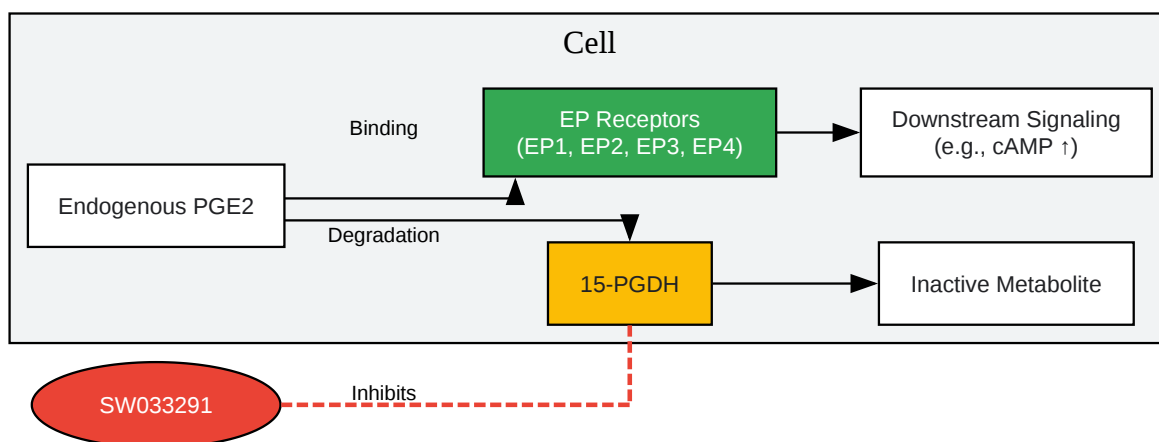 Cell
Binding
EP Receptors
(EP1, EP2, EP3, EP4)
Downstream Signaling
(e.g., cAMP ↑)
Endogenous PGE2
Degradation
15-PGDH
Inactive Metabolite
Inhibits
SW033291